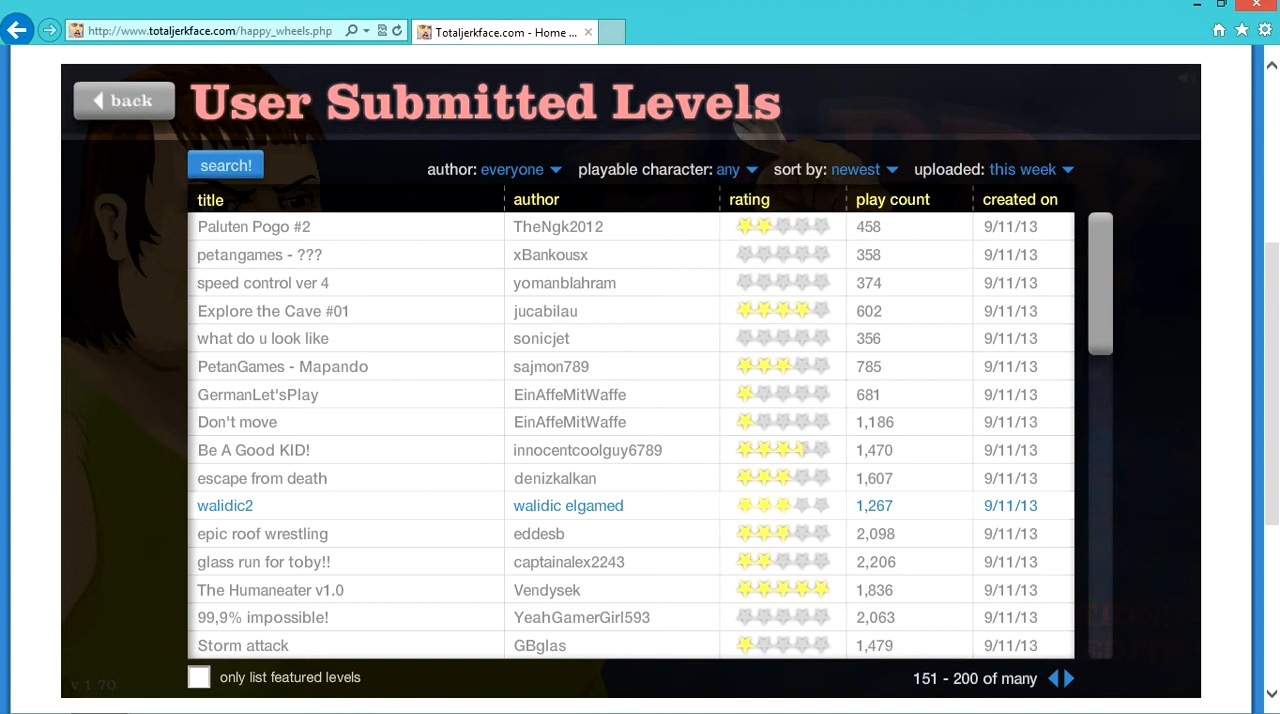 http://www.totaljerkface.com/happy_wheels.php
Totaljerkface.com - Home ...
back
User Submitted Levels
search!
author: everyone playable character: any sort by: newest uploaded: this week
title author rating play count created on
Paluten Pogo #2 TheNgk2012 458 9/11/13
petangames - ??? xBankousx 358 9/11/13
speed control ver 4 yomanblahram 374 9/11/13
Explore the Cave #01 jucabilau 602 9/11/13
what do u look like sonicjet 356 9/11/13
PetanGames - Mapando sajmon789 785 9/11/13
GermanLet'sPlay EinAffeMitWaffe 681 9/11/13
Don't move EinAffeMitWaffe 1,186 9/11/13
Be A Good KID! innocentcoolguy6789 1,470 9/11/13
escape from death denizkalkan 1,607 9/11/13
walidic2 walidic elgamed 1,267 9/11/13
epic roof wrestling eddesb 2,098 9/11/13
glass run for toby!! captainalex2243 2,206 9/11/13
The Humaneater v1.0 Vendysek 1,836 9/11/13
99,9% impossible! YeahGamerGirl593 2,063 9/11/13
Storm attack GBglas 1,479 9/11/13
only list featured levels
151 - 200 of many
v 1.70